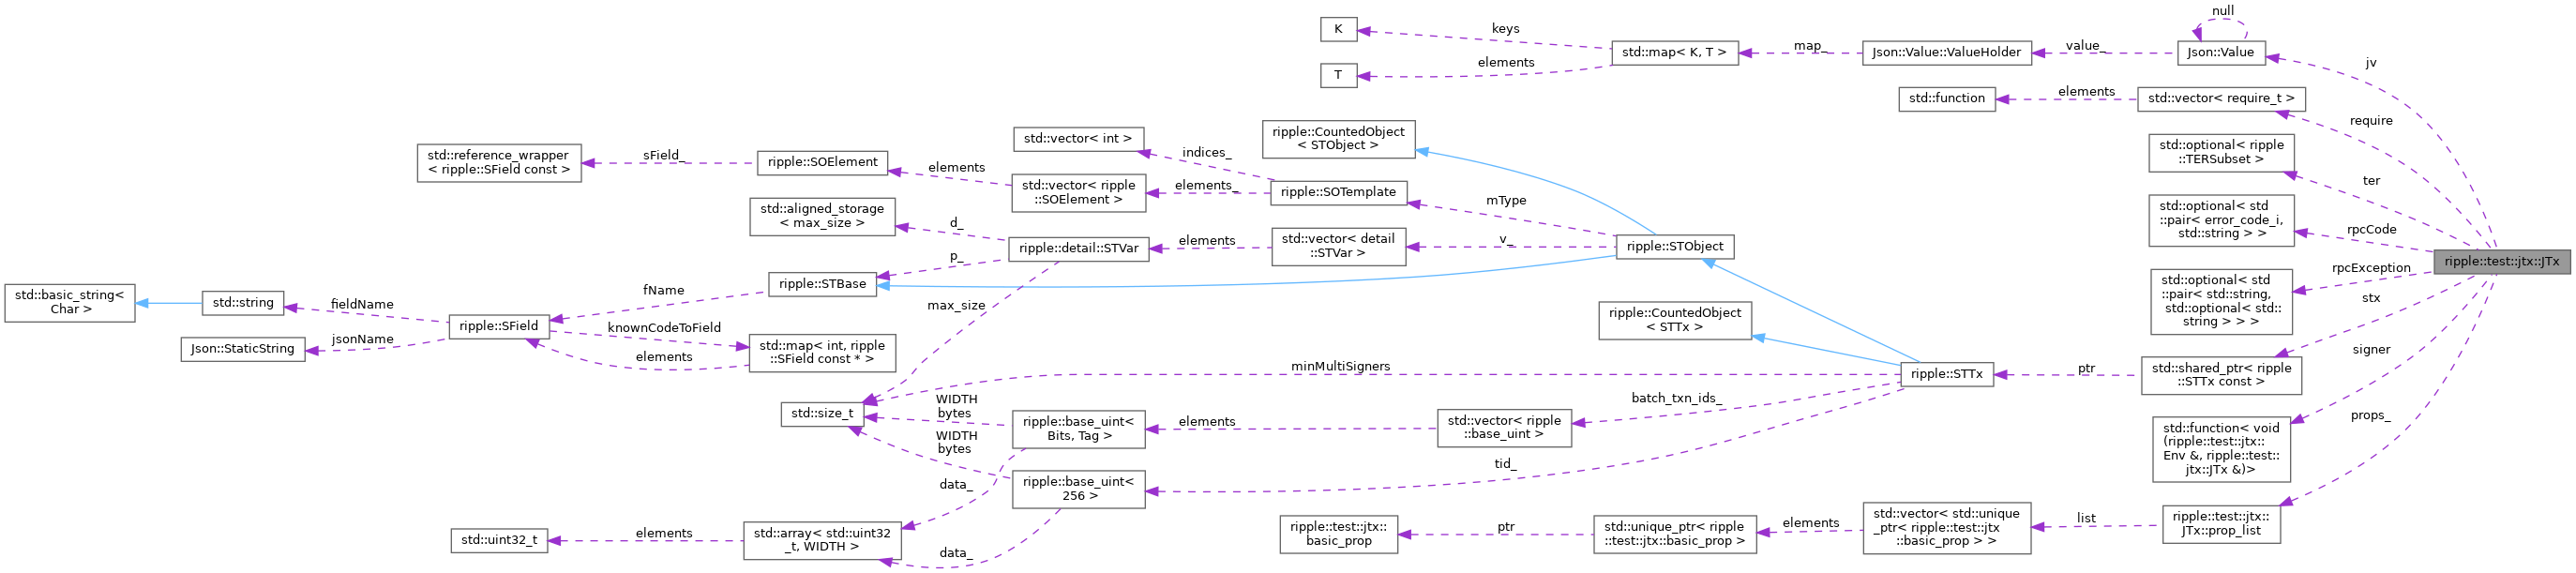 null
K
keys
std::map< K, T >
map_
Json::Value::ValueHolder
value_
Json::Value
jv
T
elements
std::function
elements
std::vector< require_t >
require
std::vector< int >
indices_
ripple::CountedObject
< STObject >
std::optional< ripple
::TERSubset >
ter
std::reference_wrapper
< ripple::SField const >
sField_
ripple::SOElement
elements
std::vector< ripple
::SOElement >
elements_
ripple::SOTemplate
mType
std::optional< std
::pair< error_code_i,
std::string > >
rpcCode
std::aligned_storage
< max_size >
d_
ripple::detail::STVar
elements
std::vector< detail
::STVar >
v_
ripple::STObject
ripple::test::jtx::JTx
p_
ripple::STBase
fName
max_size
std::optional< std
::pair< std::string,
std::optional< std::
string > > >
rpcException
stx
std::basic_string<
Char >
std::string
fieldName
ripple::SField
knownCodeToField
std::map< int, ripple
::SField const * >
elements
Json::StaticString
jsonName
ripple::CountedObject
< STTx >
signer
minMultiSigners
ripple::STTx
ptr
std::shared_ptr< ripple
::STTx const >
std::size_t
WIDTH
bytes
ripple::base_uint<
Bits, Tag >
elements
std::vector< ripple
::base_uint >
batch_txn_ids_
props_
std::function< void
(ripple::test::jtx::
Env &, ripple::test::
jtx::JTx &)>
WIDTH
bytes
ripple::base_uint<
256 >
tid_
data_
std::uint32_t
elements
std::array< std::uint32
_t, WIDTH >
data_
ripple::test::jtx::
basic_prop
ptr
std::unique_ptr< ripple
::test::jtx::basic_prop >
elements
std::vector< std::unique
_ptr< ripple::test::jtx
::basic_prop > >
list
ripple::test::jtx::
JTx::prop_list